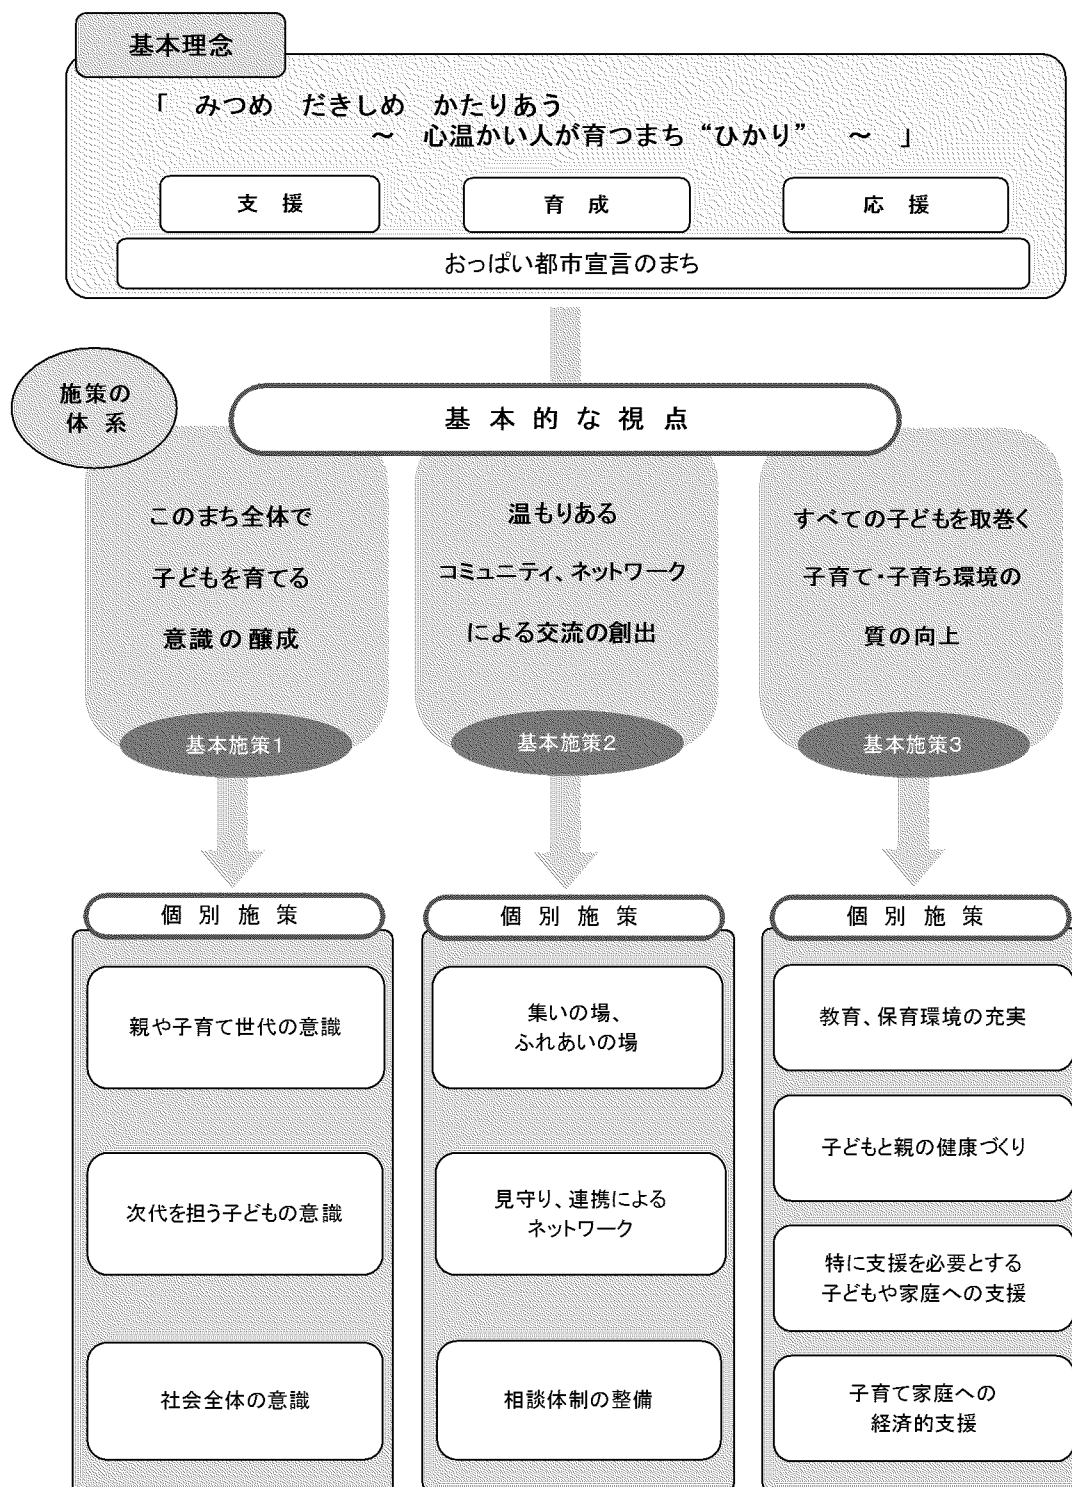 基本理念
「 みつめ だきしめ かたりあう
～ 心温かい人が育つまち “ひかり” ～ 」
支 援
育 成
応 援
おっぱい都市宣言のまち
施策の
体 系
基 本 的 な 視 点
このまち全体で
子どもを育てる
意識の醸成
基本施策1
温もりある
コミュニティ、ネットワーク
による交流の創出
基本施策2
すべての子どもを取巻く
子育て・子育ち環境の
質の向上
基本施策3
個 別 施 策
親や子育て世代の意識
次代を担う子どもの意識
社会全体の意識
個 別 施 策
集いの場、
ふれあいの場
見守り、連携による
ネットワーク
相談体制の整備
個 別 施 策
教育、保育環境の充実
子どもと親の健康づくり
特に支援を必要とする
子どもや家庭への支援
子育て家庭への
経済的支援